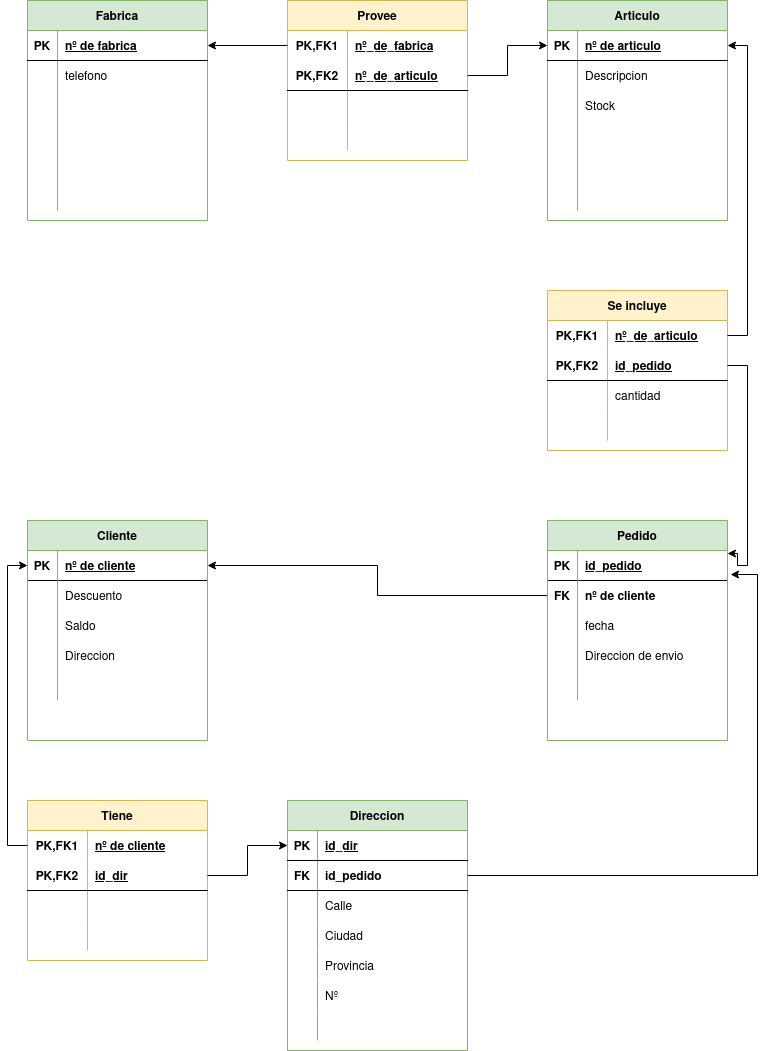 Fabrica
PK nº de fabrica
telefono
Provee
PK,FK1 nº_de_fabrica
PK,FK2 nº_de_articulo
Articulo
PK nº de articulo
Descripcion
Stock
Se incluye
PK,FK1 nº_de_articulo
PK,FK2 id_pedido
cantidad
Cliente
PK nº de cliente
Descuento
Saldo
Direccion
Pedido
PK id_pedido
FK nº de cliente
fecha
Direccion de envio
Tiene
PK,FK1 nº de cliente
PK,FK2 id_dir
Direccion
PK id_dir
FK id_pedido
Calle
Ciudad
Provincia
Nº